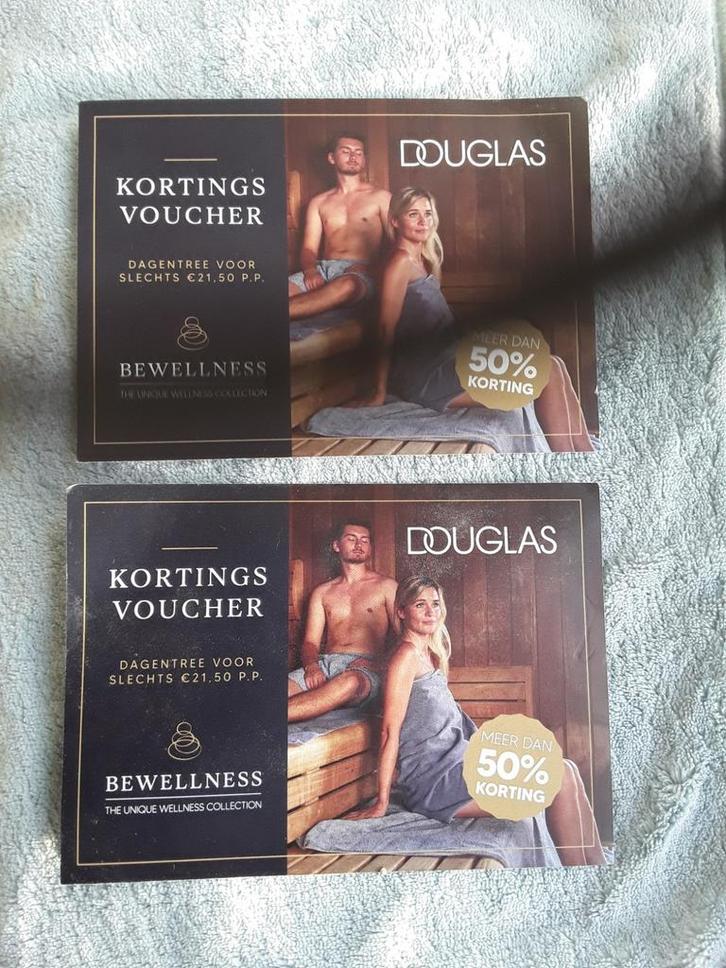 KORTINGS
VOUCHER
DAGENTREE VOOR
SLECHTS €21,50 P.P.
BEWELLNESS
THE UNIQUE WELLNESS COLLECTION
DOUGLAS
MEER DAN
50%
KORTING
KORTINGS
VOUCHER
DAGENTREE VOOR
SLECHTS €21,50 P.P.
BEWELLNESS
THE UNIQUE WELLNESS COLLECTION
DOUGLAS
MEER DAN
50%
KORTING